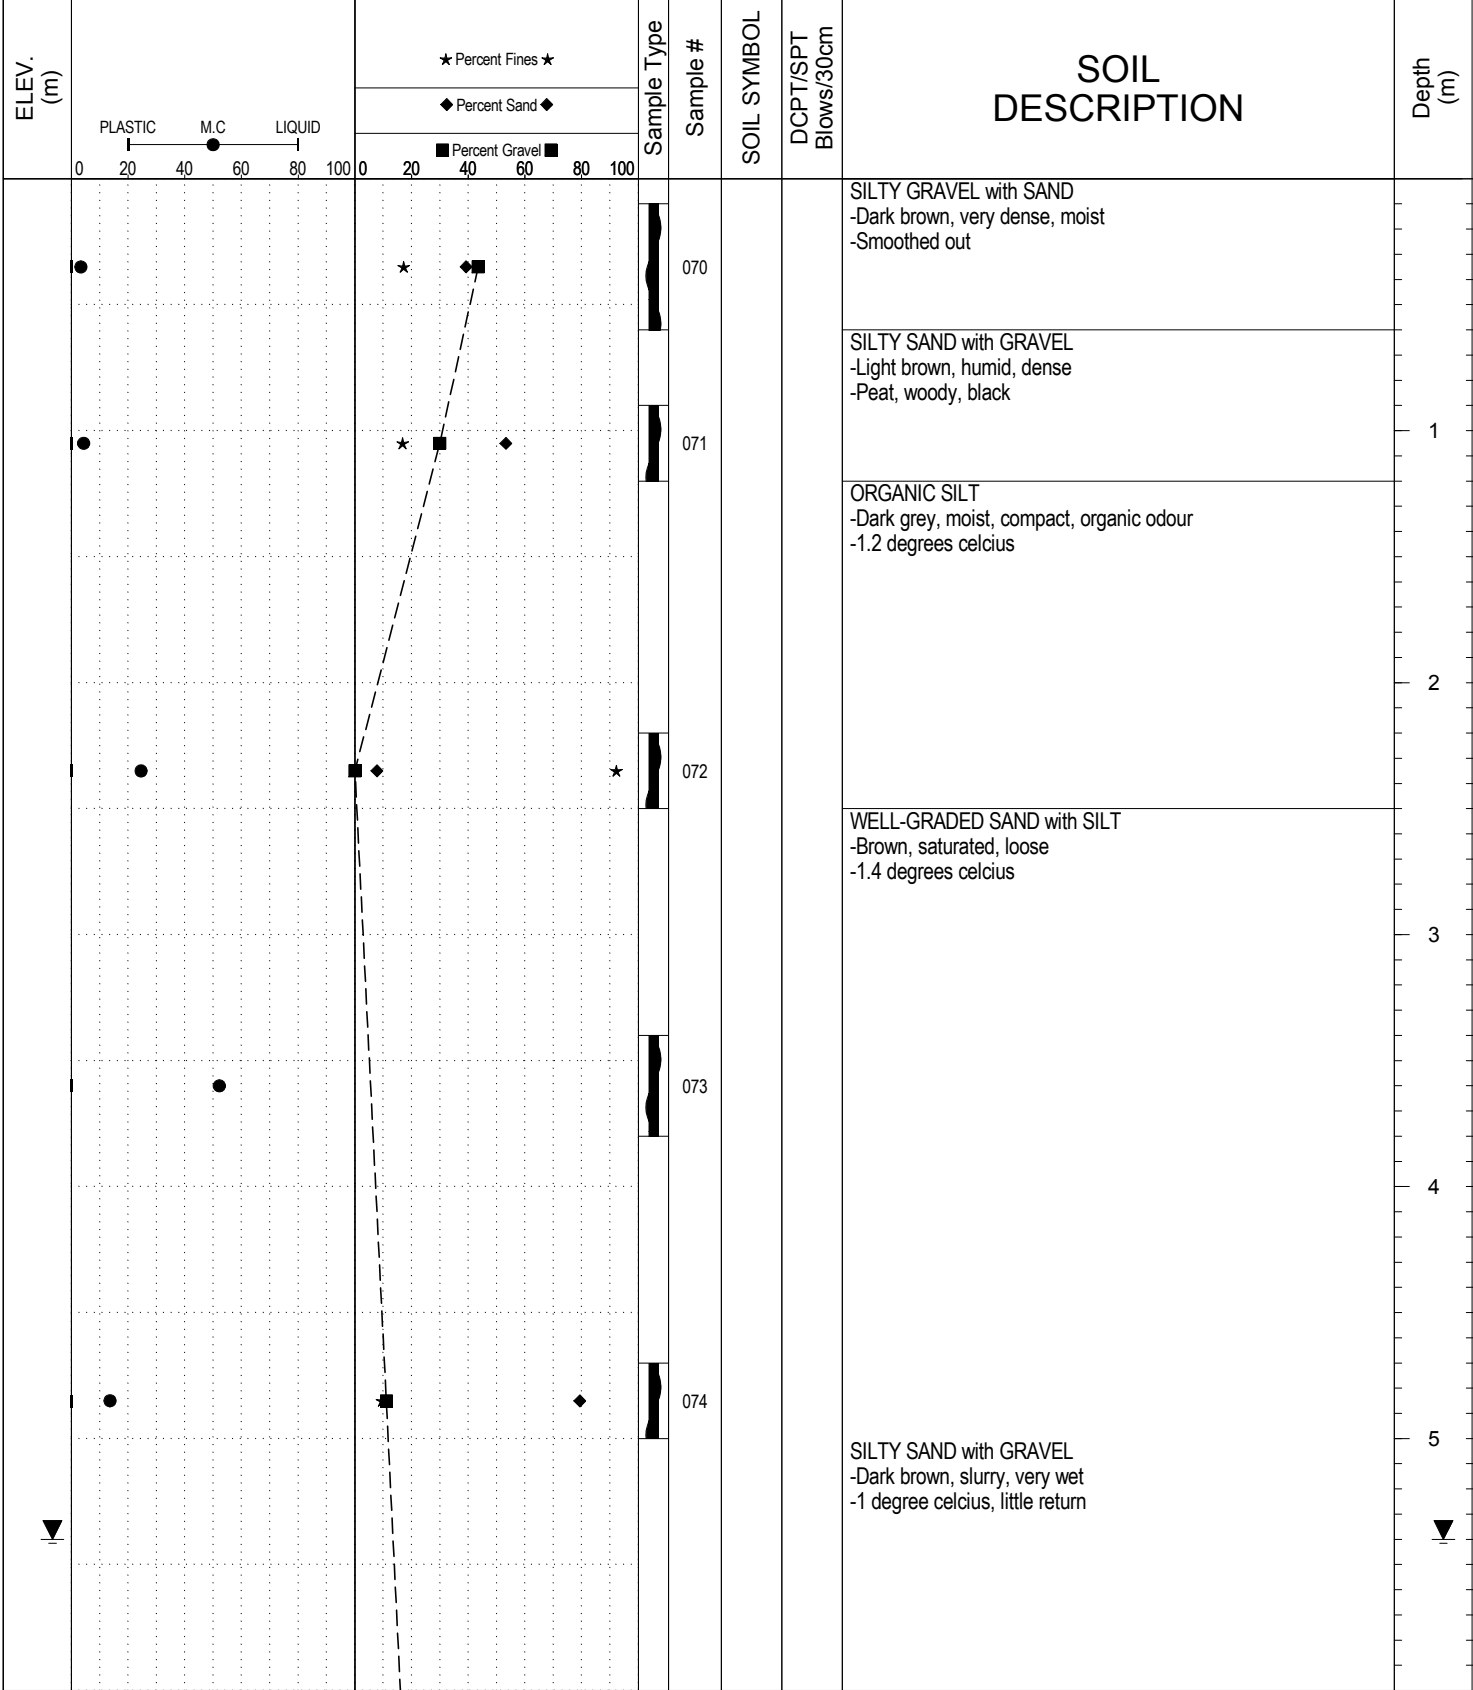 ELEV.
(m)
PLASTIC M.C LIQUID
0 20 40 60 80 100
★ Percent Fines ★
◆ Percent Sand ◆
■ Percent Gravel ■
0 20 40 60 80 100
Sample Type
Sample #
SOIL SYMBOL
DCPT/SPT
Blows/30cm
SOIL
DESCRIPTION
Depth
(m)
SILTY GRAVEL with SAND
-Dark brown, very dense, moist
-Smoothed out
070
SILTY SAND with GRAVEL
-Light brown, humid, dense
-Peat, woody, black
071
1
ORGANIC SILT
-Dark grey, moist, compact, organic odour
-1.2 degrees celcius
2
072
WELL-GRADED SAND with SILT
-Brown, saturated, loose
-1.4 degrees celcius
3
073
4
074
5
SILTY SAND with GRAVEL
-Dark brown, slurry, very wet
-1 degree celcius, little return